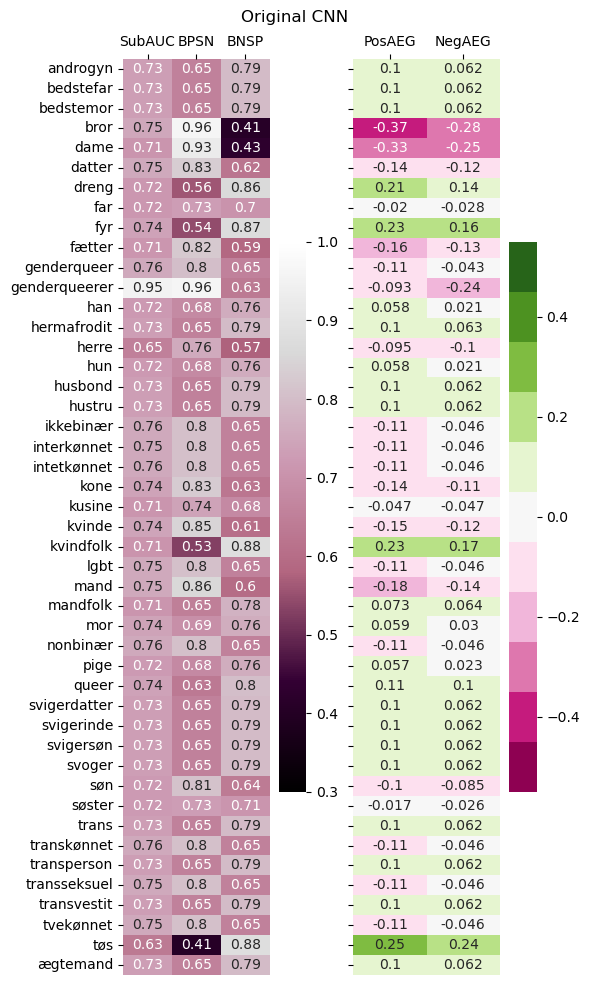 Original CNN
SubAUC BPSN BNSP PosAEG NegAEG
androgyn 0.73 0.65 0.79 0.1 0.062
bedstefar 0.73 0.65 0.79 0.1 0.062
bedstemor 0.73 0.65 0.79 0.1 0.062
bror 0.75 0.96 0.41 -0.37 -0.28
dame 0.71 0.93 0.43 -0.33 -0.25
datter 0.75 0.83 0.62 -0.14 -0.12
dreng 0.72 0.56 0.86 0.21 0.14
far 0.72 0.73 0.7 -0.02 -0.028
fyr 0.74 0.54 0.87 0.23 0.16
fætter 0.71 0.82 0.59 -0.16 -0.13
genderqueer 0.76 0.8 0.65 -0.11 -0.043
genderqueerer 0.95 0.96 0.63 -0.093 -0.24
han 0.72 0.68 0.76 0.058 0.021
hermafrodit 0.73 0.65 0.79 0.1 0.063
herre 0.65 0.76 0.57 -0.095 -0.1
hun 0.72 0.68 0.76 0.058 0.021
husbond 0.73 0.65 0.79 0.1 0.062
hustru 0.73 0.65 0.79 0.1 0.062
ikkebinær 0.76 0.8 0.65 -0.11 -0.046
interkønnet 0.75 0.8 0.65 -0.11 -0.046
intetkønnet 0.76 0.8 0.65 -0.11 -0.046
kone 0.74 0.83 0.63 -0.14 -0.11
kusine 0.71 0.74 0.68 -0.047 -0.047
kvinde 0.74 0.85 0.61 -0.15 -0.12
kvindfolk 0.71 0.53 0.88 0.23 0.17
lgbt 0.75 0.8 0.65 -0.11 -0.046
mand 0.75 0.86 0.6 -0.18 -0.14
mandfolk 0.71 0.65 0.78 0.073 0.064
mor 0.74 0.69 0.76 0.059 0.03
nonbinær 0.76 0.8 0.65 -0.11 -0.046
pige 0.72 0.68 0.76 0.057 0.023
queer 0.74 0.63 0.8 0.11 0.1
svigerdatter 0.73 0.65 0.79 0.1 0.062
svigerinde 0.73 0.65 0.79 0.1 0.062
svigersøn 0.73 0.65 0.79 0.1 0.062
svoger 0.73 0.65 0.79 0.1 0.062
søn 0.72 0.81 0.64 -0.1 -0.085
søster 0.72 0.73 0.71 -0.017 -0.026
trans 0.73 0.65 0.79 0.1 0.062
transkønnet 0.76 0.8 0.65 -0.11 -0.046
transperson 0.73 0.65 0.79 0.1 0.062
transseksuel 0.75 0.8 0.65 -0.11 -0.046
transvestit 0.73 0.65 0.79 0.1 0.062
tvekønnet 0.75 0.8 0.65 -0.11 -0.046
tøs 0.63 0.41 0.88 0.25 0.24
ægtemand 0.73 0.65 0.79 0.1 0.062
1.0
0.9
0.8
0.7
0.6
0.5
0.4
0.3
0.4
0.2
0.0
−0.2
−0.4